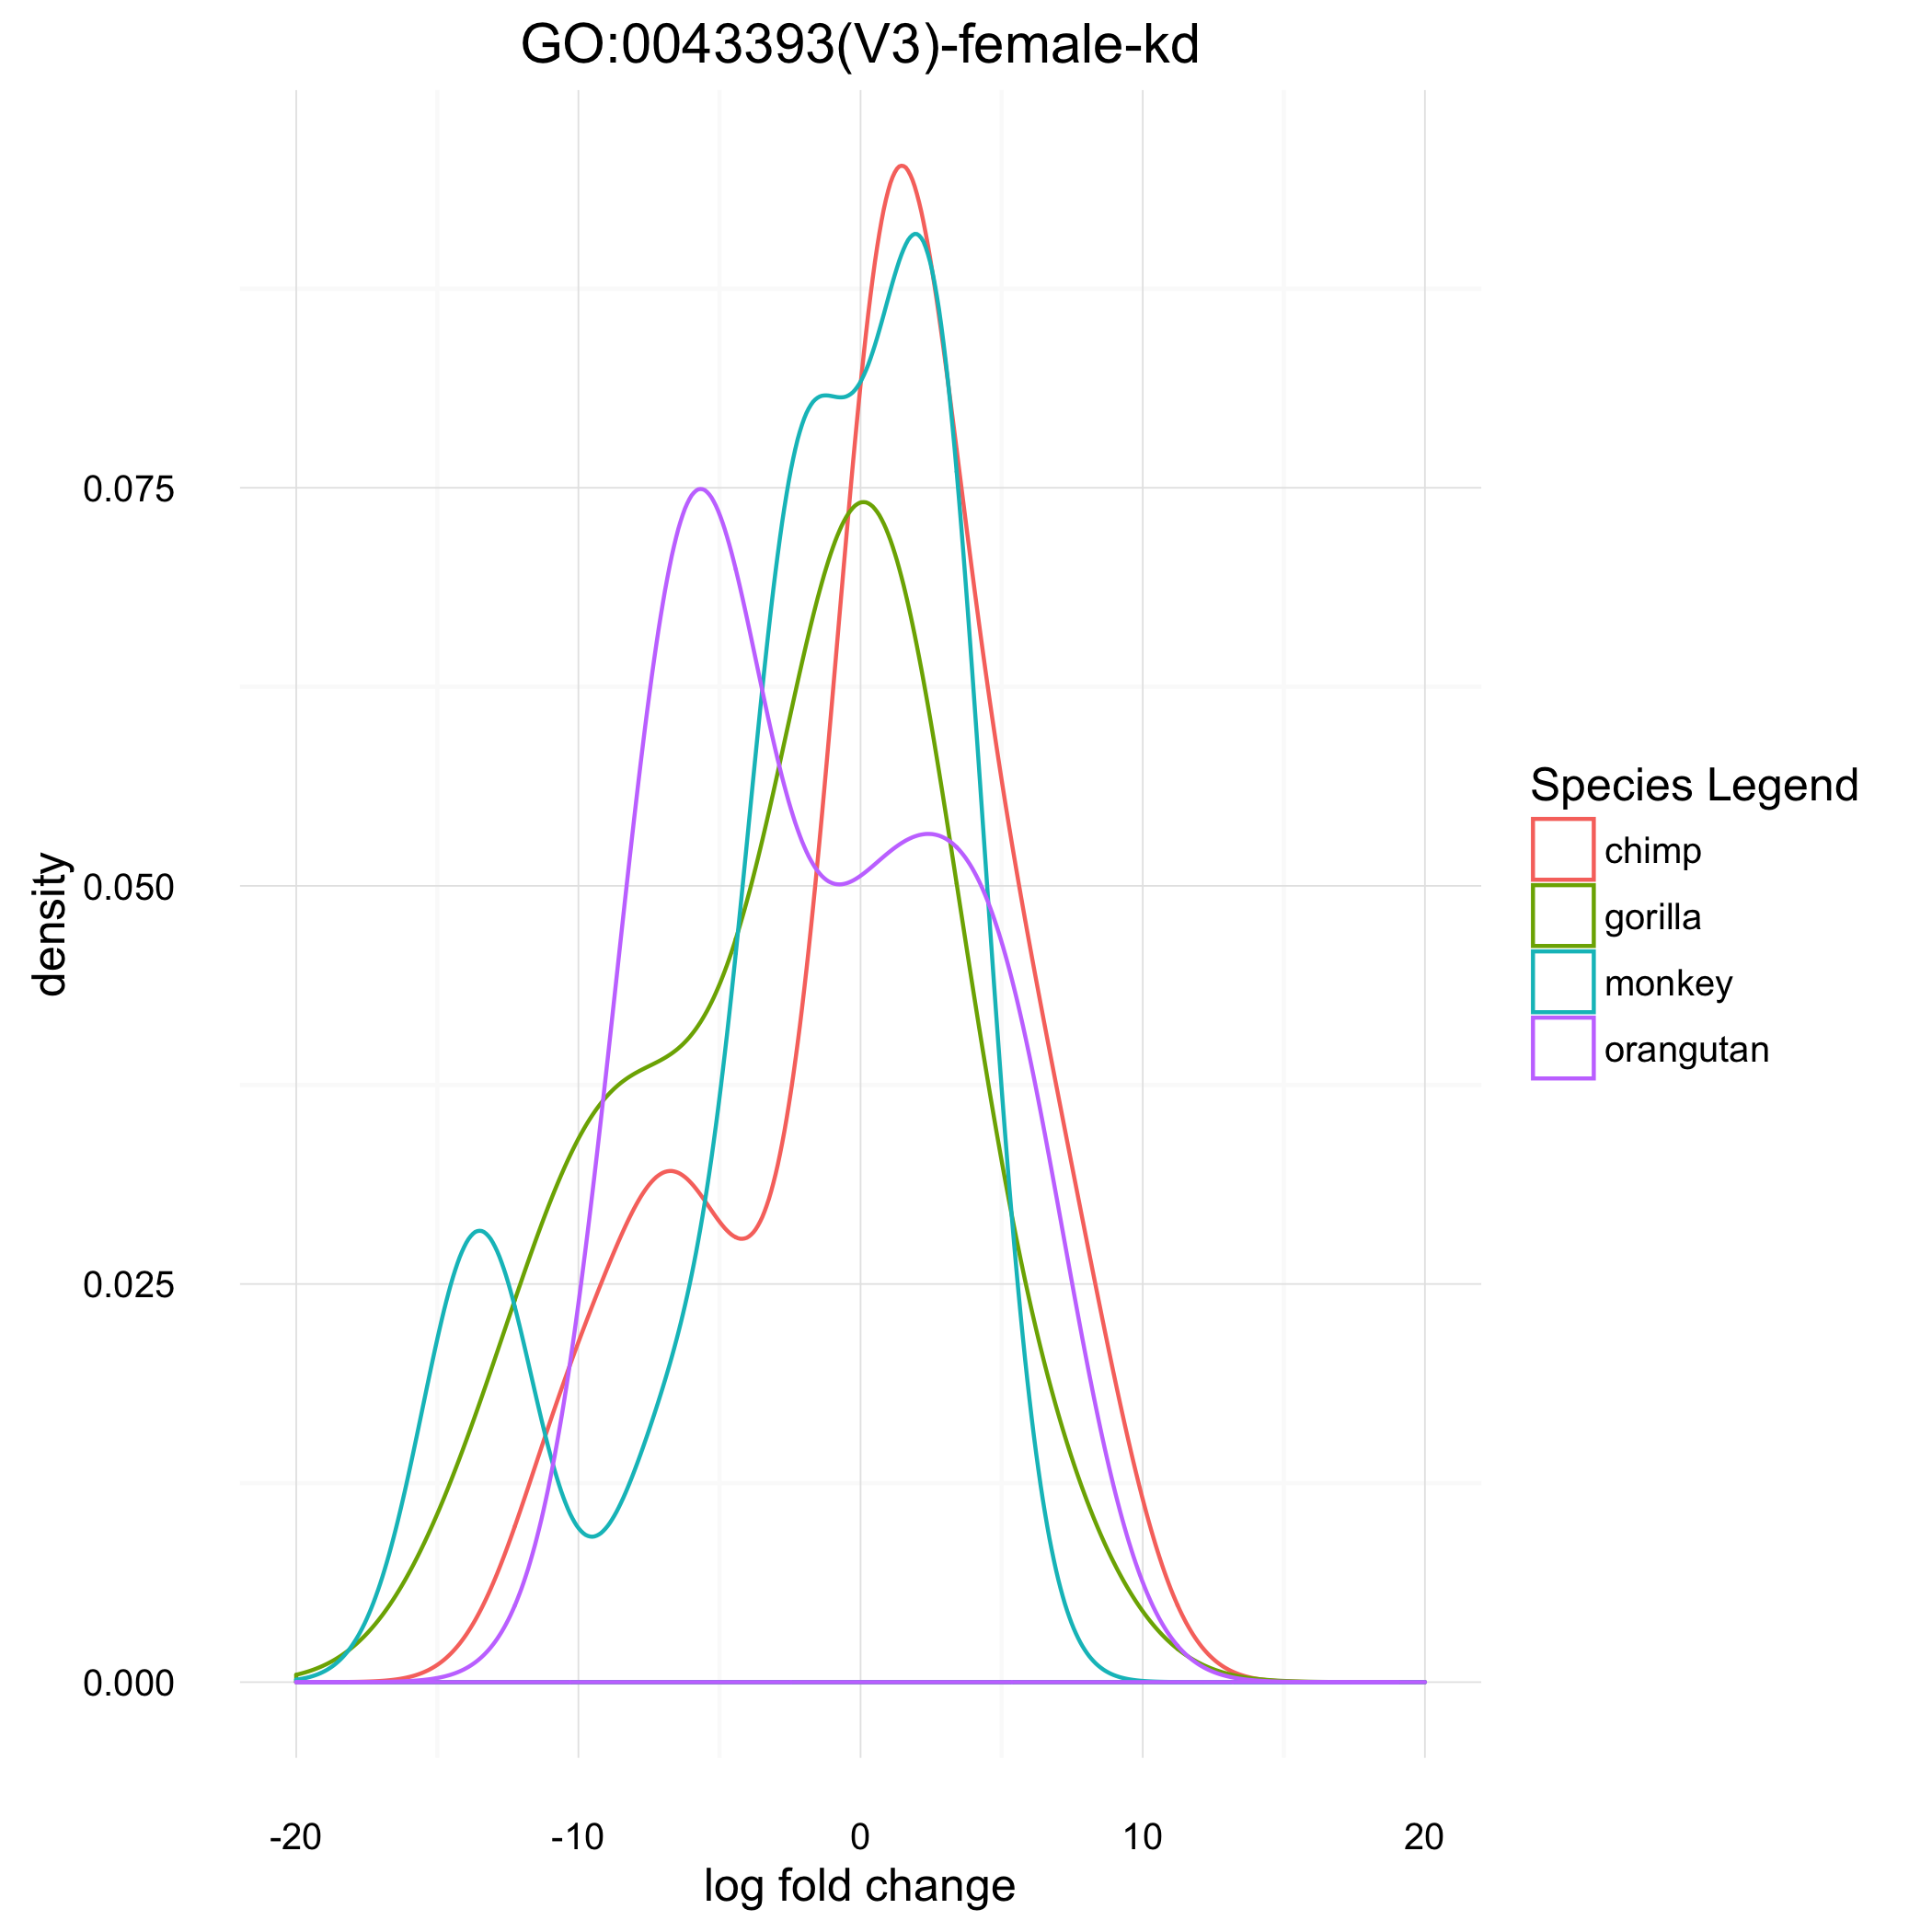 GO:0043393(V3)-female-kd
density
0.075
0.050
0.025
0.000
-20
-10
0
10
20
log fold change
Species Legend
chimp
gorilla
monkey
orangutan